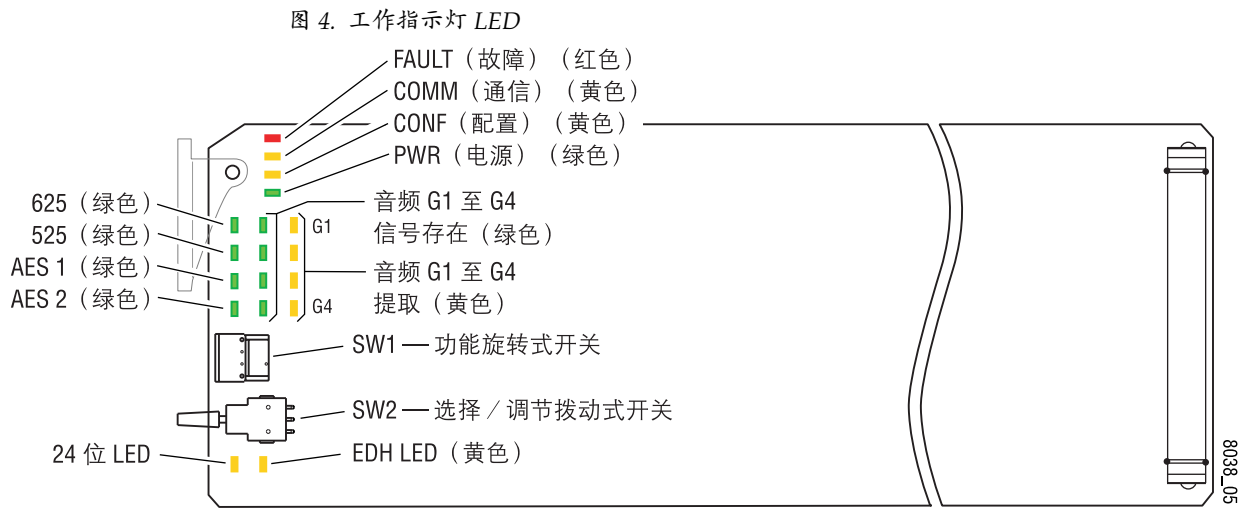 图 4. 工作指示灯 LED
FAULT（故障）（红色）
COMM（通信）（黄色）
CONF（配置）（黄色）
PWR（电源）（绿色）
625（绿色）
525（绿色）
AES 1（绿色）
AES 2（绿色）
音频 G1 至 G4
信号存在（绿色）
G1
音频 G1 至 G4
提取（黄色）
G4
SW1 — 功能旋转式开关
SW2 — 选择／调节拨动式开关
24 位 LED
EDH LED（黄色）
8038_05